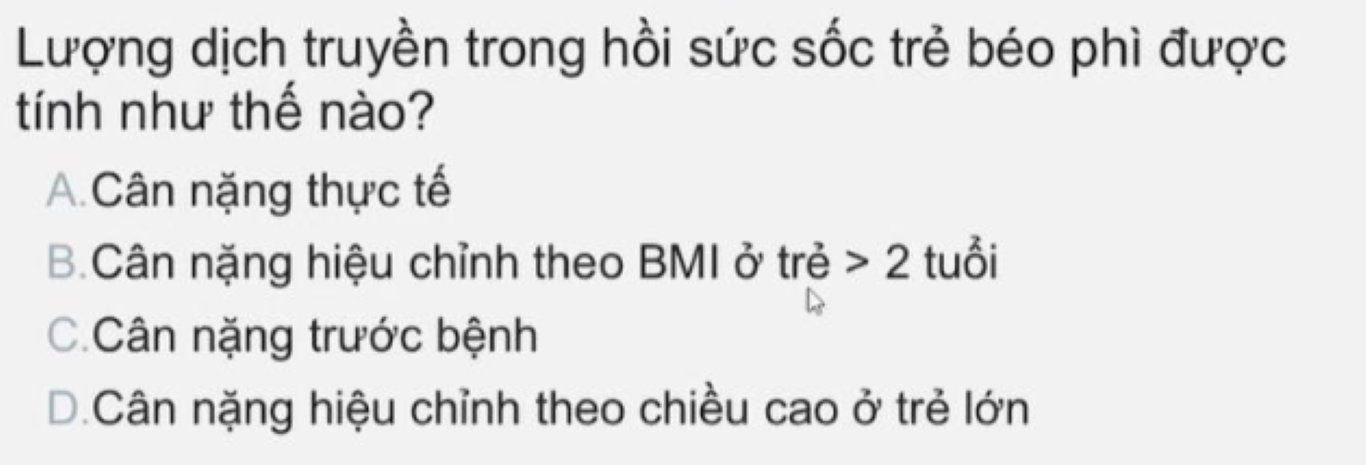 Lượng dịch truyền trong hồi sức sốc trẻ béo phì được
tính như thế nào?
A.Cân nặng thực tế
B.Cân nặng hiệu chỉnh theo BMI ở trẻ > 2 tuổi
C.Cân nặng trước bệnh
D.Cân nặng hiệu chỉnh theo chiều cao ở trẻ lớn